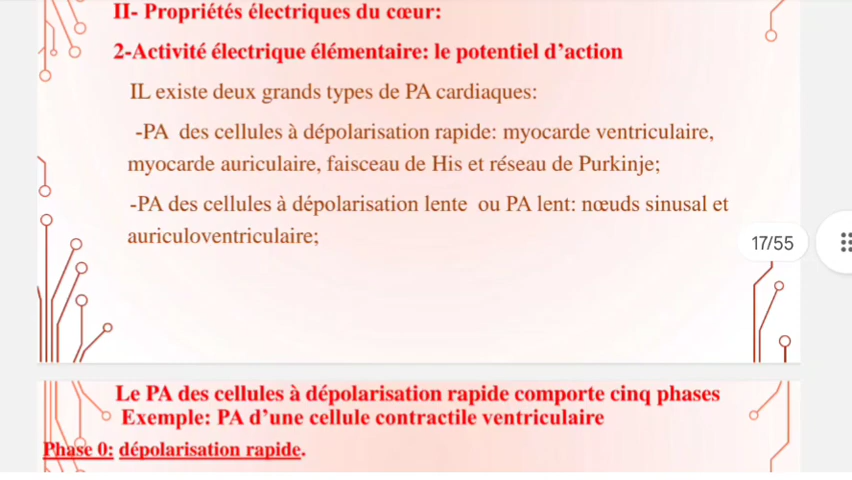 II- Propriétés électriques du cœur:
2-Activité électrique élémentaire: le potentiel d’action
IL existe deux grands types de PA cardiaques:
-PA des cellules à dépolarisation rapide: myocarde ventriculaire,
myocarde auriculaire, faisceau de His et réseau de Purkinje;
-PA des cellules à dépolarisation lente ou PA lent: nœuds sinusal et
auriculoventriculaire;
17/55
Le PA des cellules à dépolarisation rapide comporte cinq phases
Exemple: PA d’une cellule contractile ventriculaire
Phase 0: dépolarisation rapide.